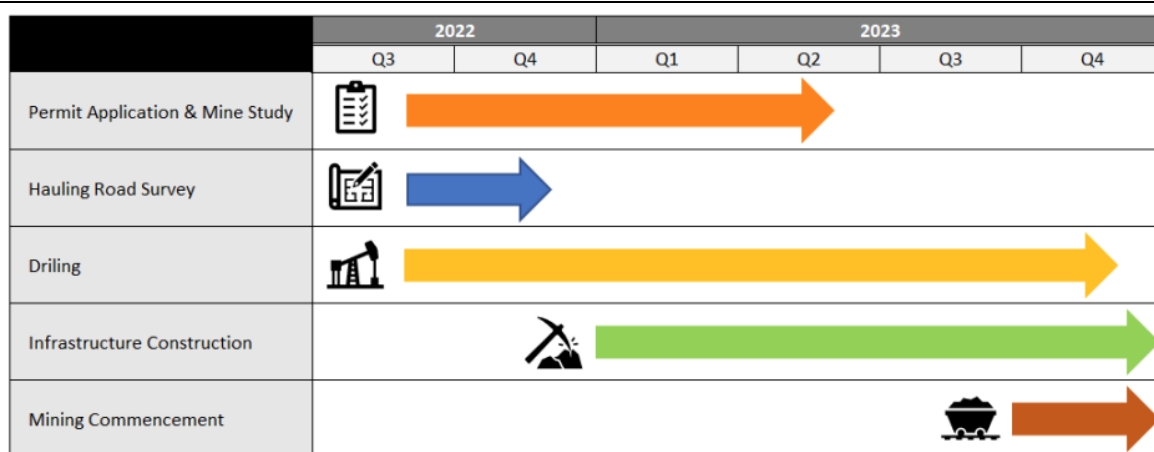 2022 2023
Q3 Q4 Q1 Q2 Q3 Q4
Permit Application & Mine Study
Hauling Road Survey
Driling
Infrastructure Construction
Mining Commencement